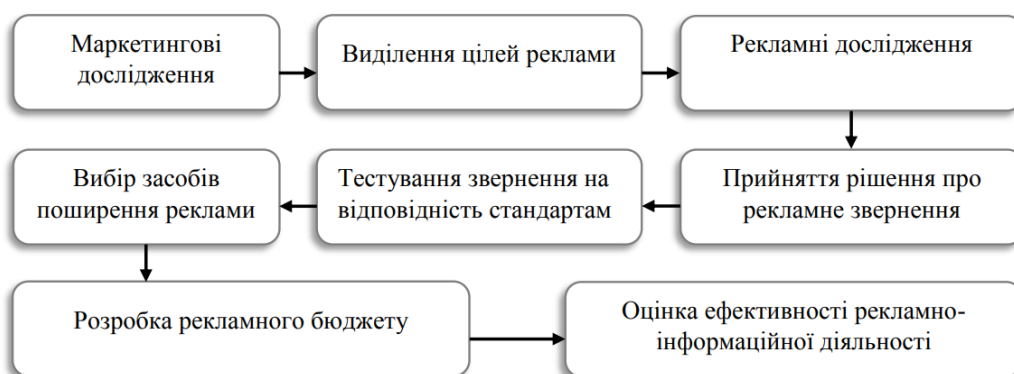 Маркетингові
дослідження
Виділення цілей реклами
Рекламні дослідження
Прийняття рішення про
рекламне звернення
Тестування звернення на
відповідність стандартам
Вибір засобів
поширення реклами
Розробка рекламного бюджету
Оцінка ефективності рекламно-
інформаційної діяльності